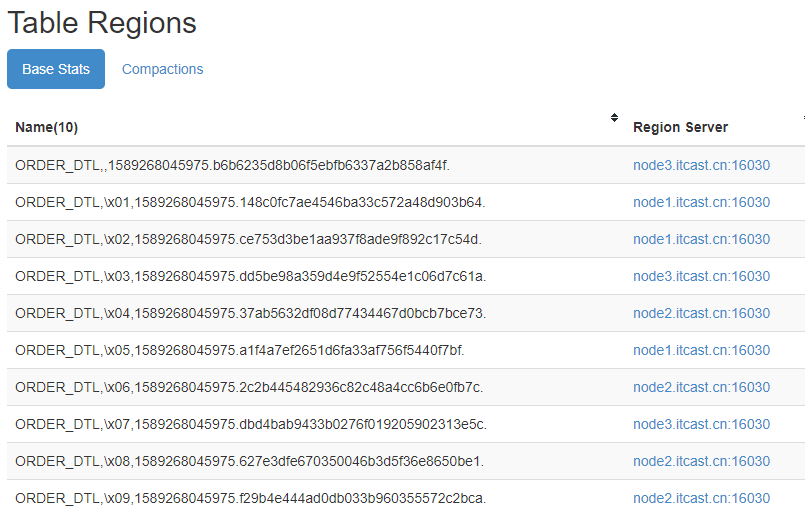 Table Regions
Base Stats Compactions
Name(10) Region Server
ORDER_DTL,,1589268045975.b6b6235d8b06f5ebfb6337a2b858af4f. node3.itcast.cn:16030
ORDER_DTL,\x01,1589268045975.148c0fc7ae4546ba33c572a48d903b64. node1.itcast.cn:16030
ORDER_DTL,\x02,1589268045975.ce753d3be1aa937f8ade9f892c17c54d. node1.itcast.cn:16030
ORDER_DTL,\x03,1589268045975.dd5be98a359d4e9f52554e1c06d7c61a. node3.itcast.cn:16030
ORDER_DTL,\x04,1589268045975.37ab5632df08d77434467d0bcb7bce73. node2.itcast.cn:16030
ORDER_DTL,\x05,1589268045975.a1f4a7ef2651d6fa33af756f5440f7bf. node1.itcast.cn:16030
ORDER_DTL,\x06,1589268045975.2c2b445482936c82c48a4cc6b6e0fb7c. node2.itcast.cn:16030
ORDER_DTL,\x07,1589268045975.dbd4bab9433b0276f019205902313e5c. node3.itcast.cn:16030
ORDER_DTL,\x08,1589268045975.627e3dfe670350046b3d5f36e8650be1. node2.itcast.cn:16030
ORDER_DTL,\x09,1589268045975.f29b4e444ad0db033b960355572c2bca. node2.itcast.cn:16030